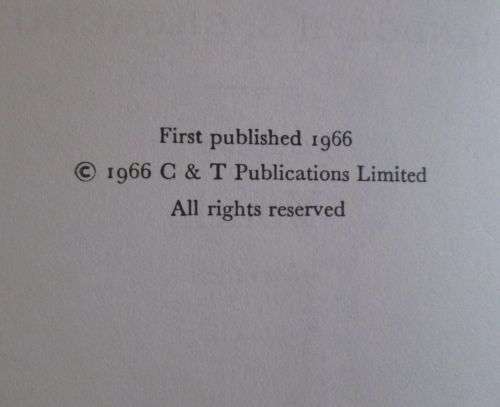 First published 1966
© 1966 C & T Publications Limited
All rights reserved